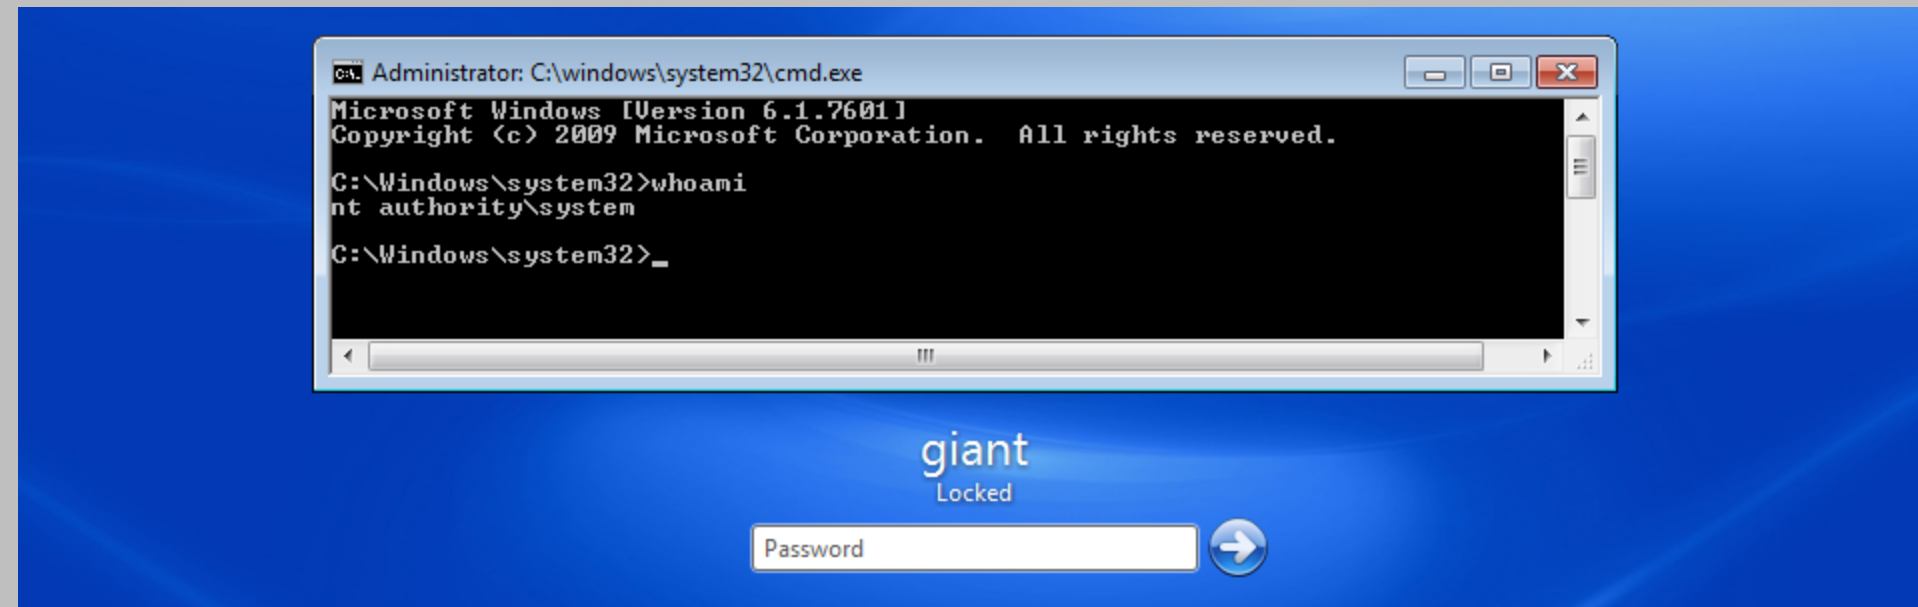 Administrator: C:\windows\system32\cmd.exe
Microsoft Windows [Version 6.1.7601]
Copyright (c) 2009 Microsoft Corporation.  All rights reserved.
C:\Windows\system32>whoami
nt authority\system
C:\Windows\system32>_
giant
Locked
Password